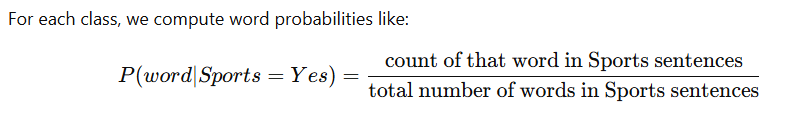 For each class, we compute word probabilities like:
P(word|Sports = Yes) = count of that word in Sports sentences / total number of words in Sports sentences